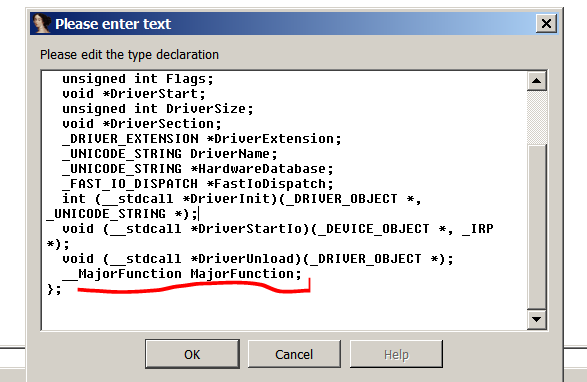 Please enter text
Please edit the type declaration
unsigned int Flags;
void *DriverStart;
unsigned int DriverSize;
void *DriverSection;
_DRIVER_EXTENSION *DriverExtension;
_UNICODE_STRING DriverName;
_UNICODE_STRING *HardwareDatabase;
_FAST_IO_DISPATCH *FastIoDispatch;
int (__stdcall *DriverInit)(_DRIVER_OBJECT *,
_UNICODE_STRING *);
void (__stdcall *DriverStartIo)(_DEVICE_OBJECT *, _IRP
*);
void (__stdcall *DriverUnload)(_DRIVER_OBJECT *);
__MajorFunction MajorFunction;
};
OK Cancel Help